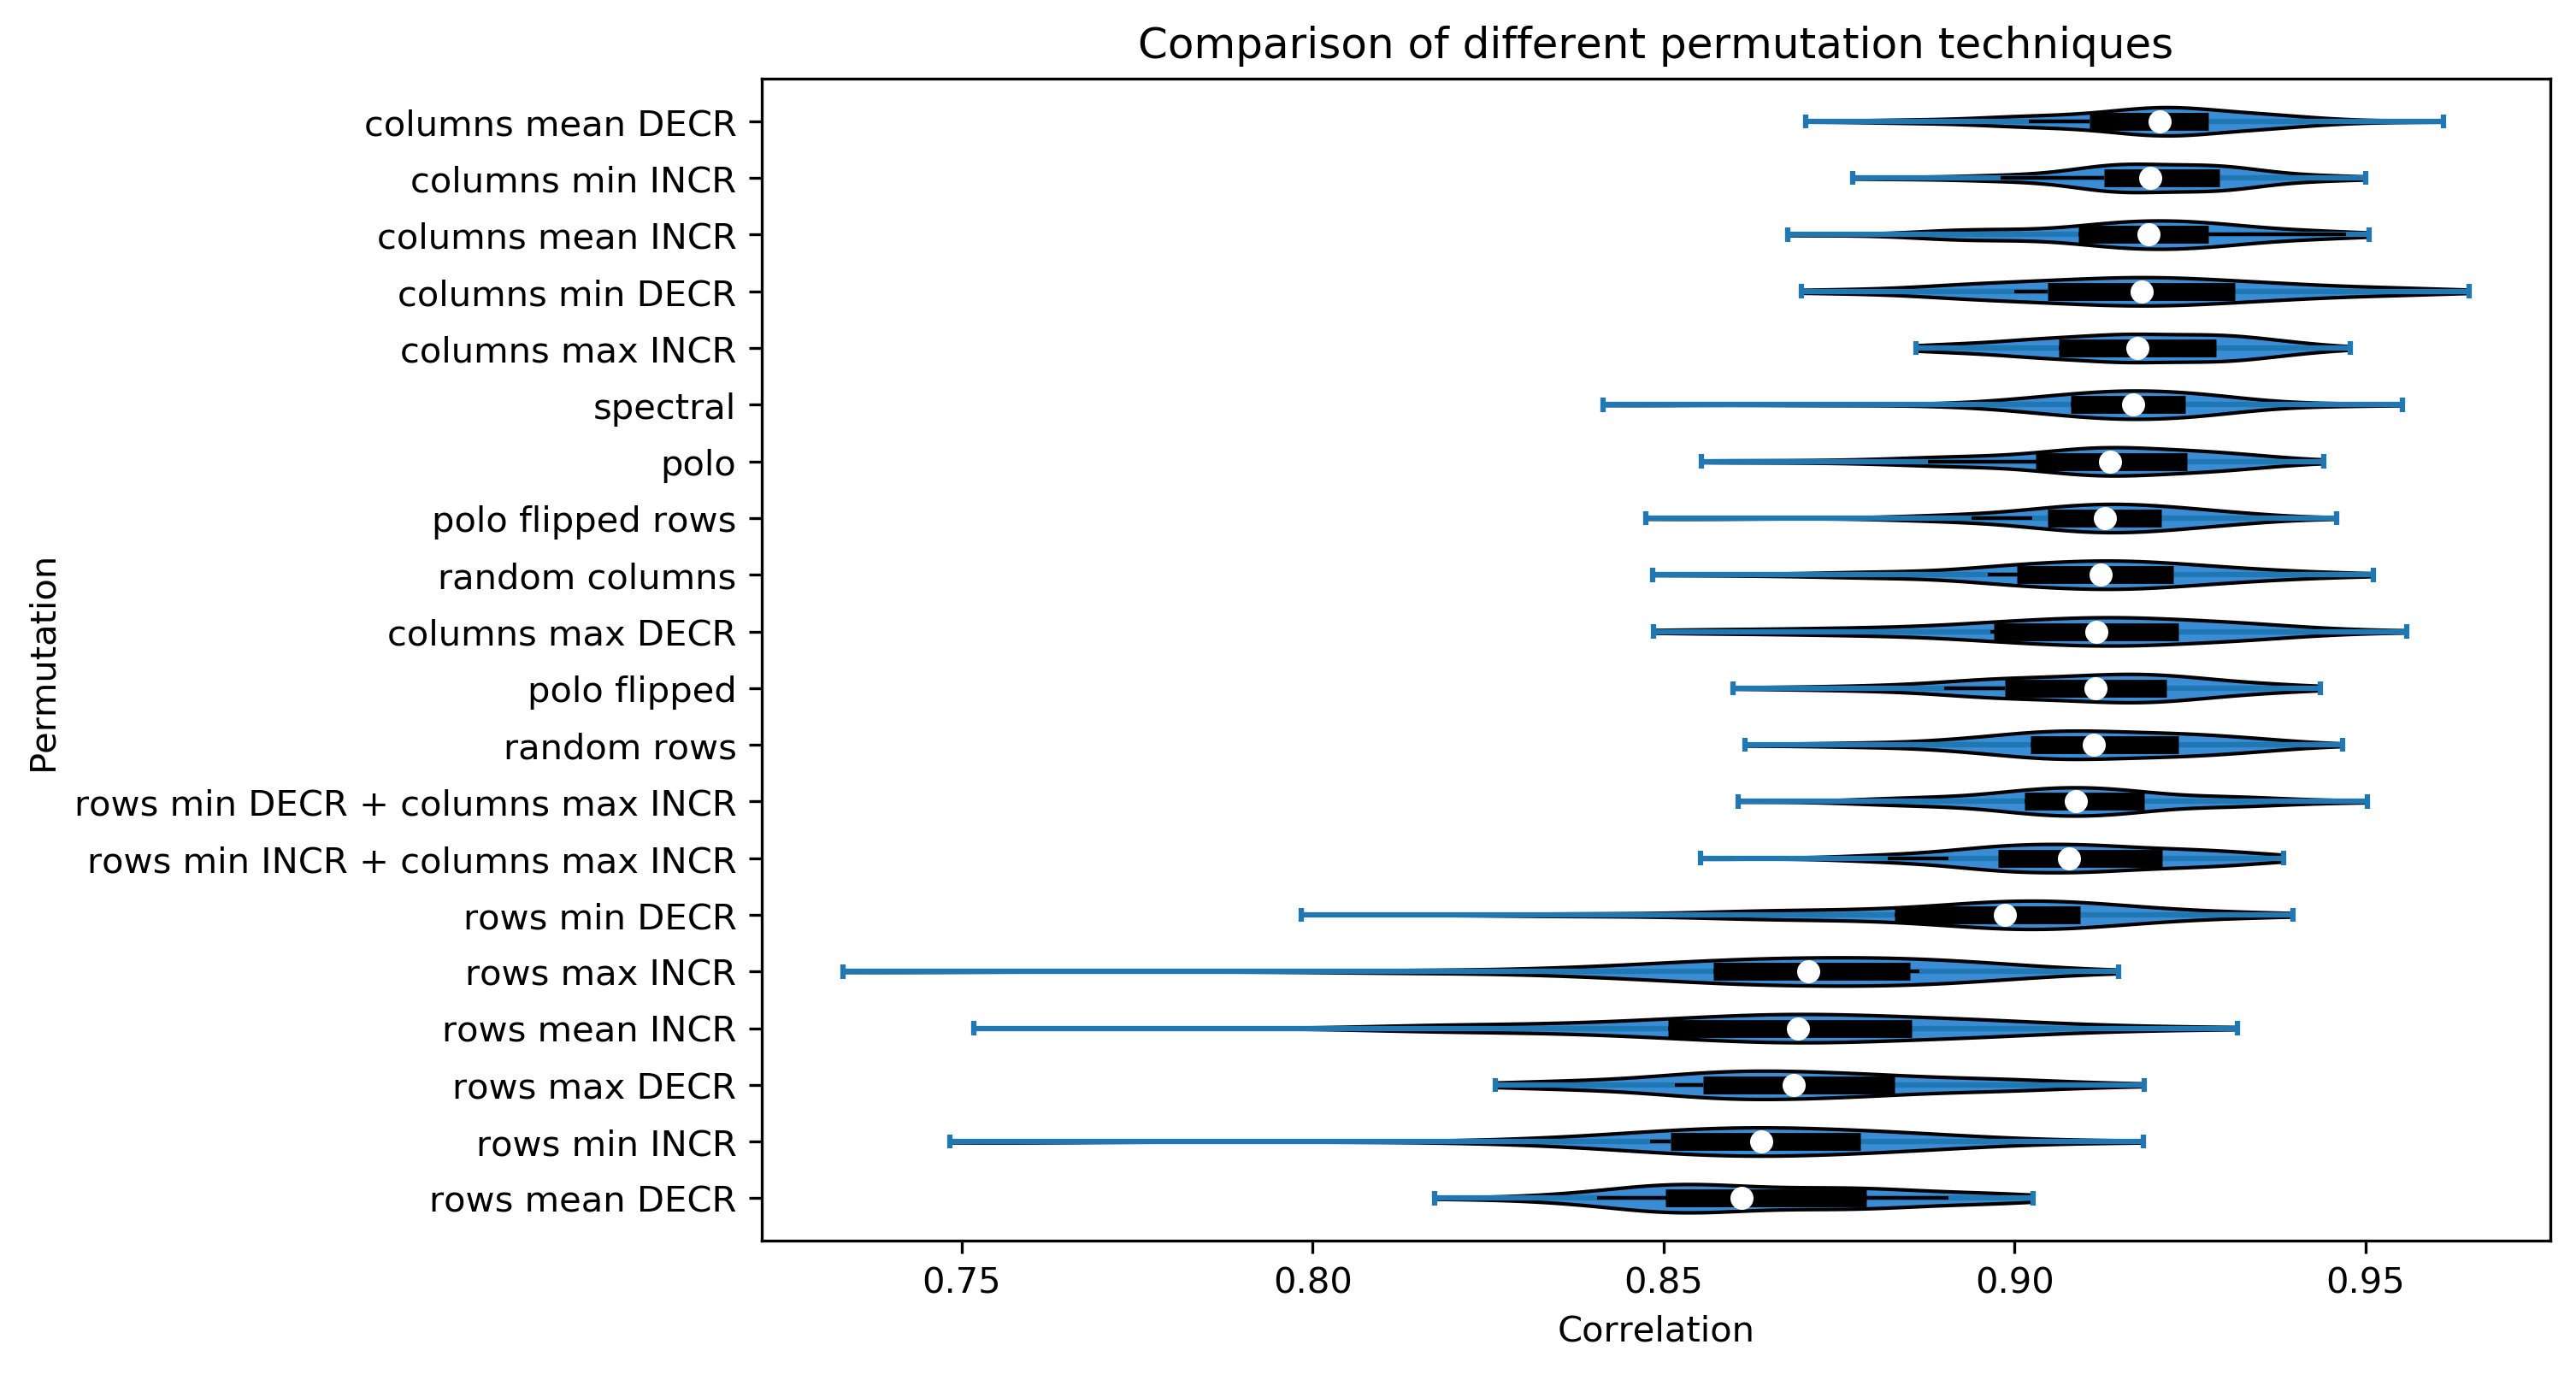 Comparison of different permutation techniques
Permutation
columns mean DECR
columns min INCR
columns mean INCR
columns min DECR
columns max INCR
spectral
polo
polo flipped rows
random columns
columns max DECR
polo flipped
random rows
rows min DECR + columns max INCR
rows min INCR + columns max INCR
rows min DECR
rows max INCR
rows mean INCR
rows max DECR
rows min INCR
rows mean DECR
0.75 0.80 0.85 0.90 0.95
Correlation